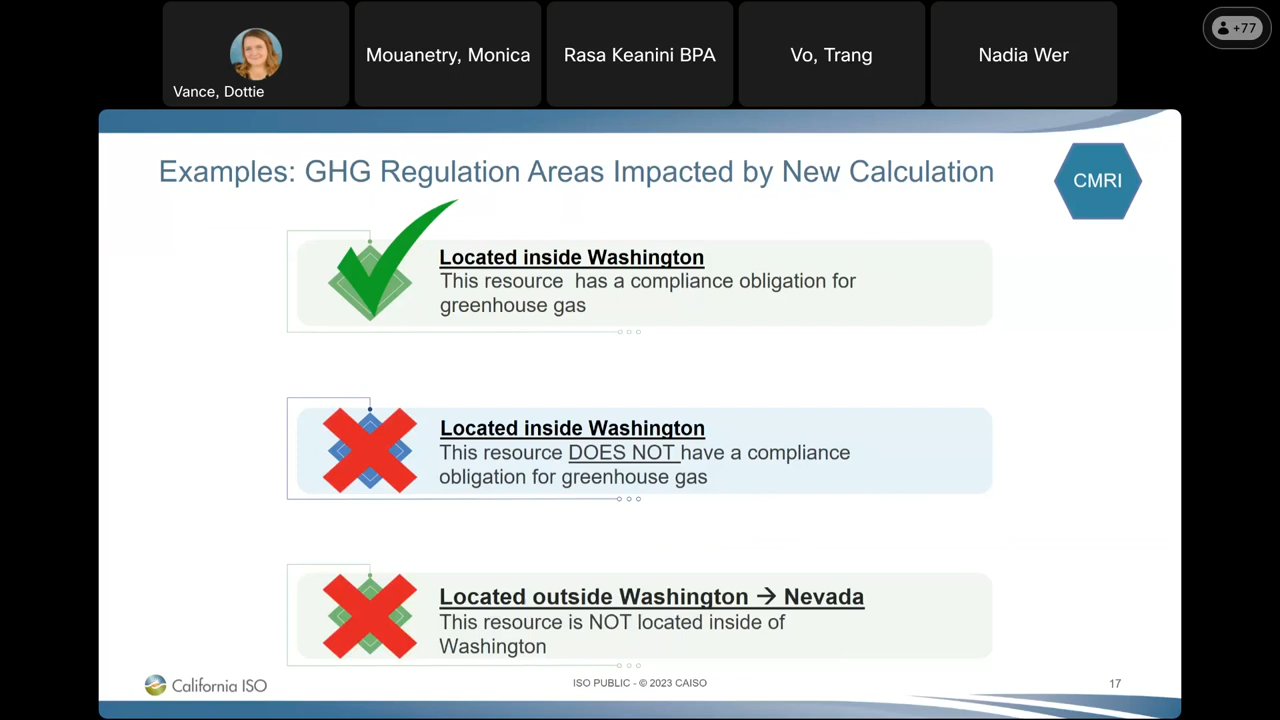 Vance, Dottie
Mouanetry, Monica
Rasa Keanini BPA
Vo, Trang
Nadia Wer
+77
Examples: GHG Regulation Areas Impacted by New Calculation
CMRI
Located inside Washington
This resource has a compliance obligation for
greenhouse gas
Located inside Washington
This resource DOES NOT have a compliance
obligation for greenhouse gas
Located outside Washington → Nevada
This resource is NOT located inside of
Washington
California ISO
ISO PUBLIC - © 2023 CAISO
17